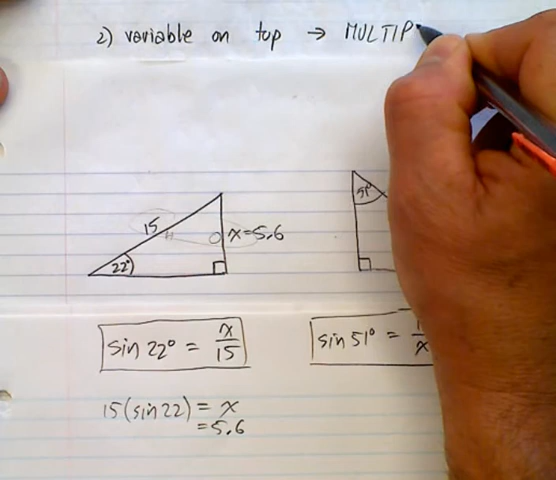 2) variable on top → MULTIP
15
H
O
x=5.6
22°
51°
sin 22° = x/15
sin 51° = /x
15(sin 22) = x
= 5.6